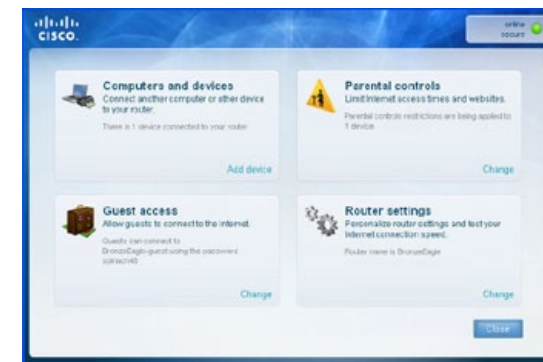 CISCO.
online
secure
Computers and devices
Connect another computer or other device
to your router.
There is 1 device connected to your router
Add device
Parental controls
Limit Internet access times and websites.
Parental controls restrictions are being applied to
1 device
Change
Guest access
Allow guests to connect to the Internet.
Guests can connect to
BronzeEagle-guest using the password
Router settings
Personalize router settings and test your
Internet connection speed.
Router name is BronzeEagle
Change
Change
Close